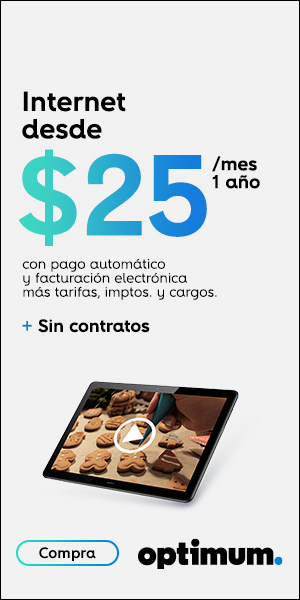 Internet
desde
$25
/mes
1 año
con pago automático
y facturación electrónica
más tarifas, imptos. y cargos.
+ Sin contratos
Compra
optimum.